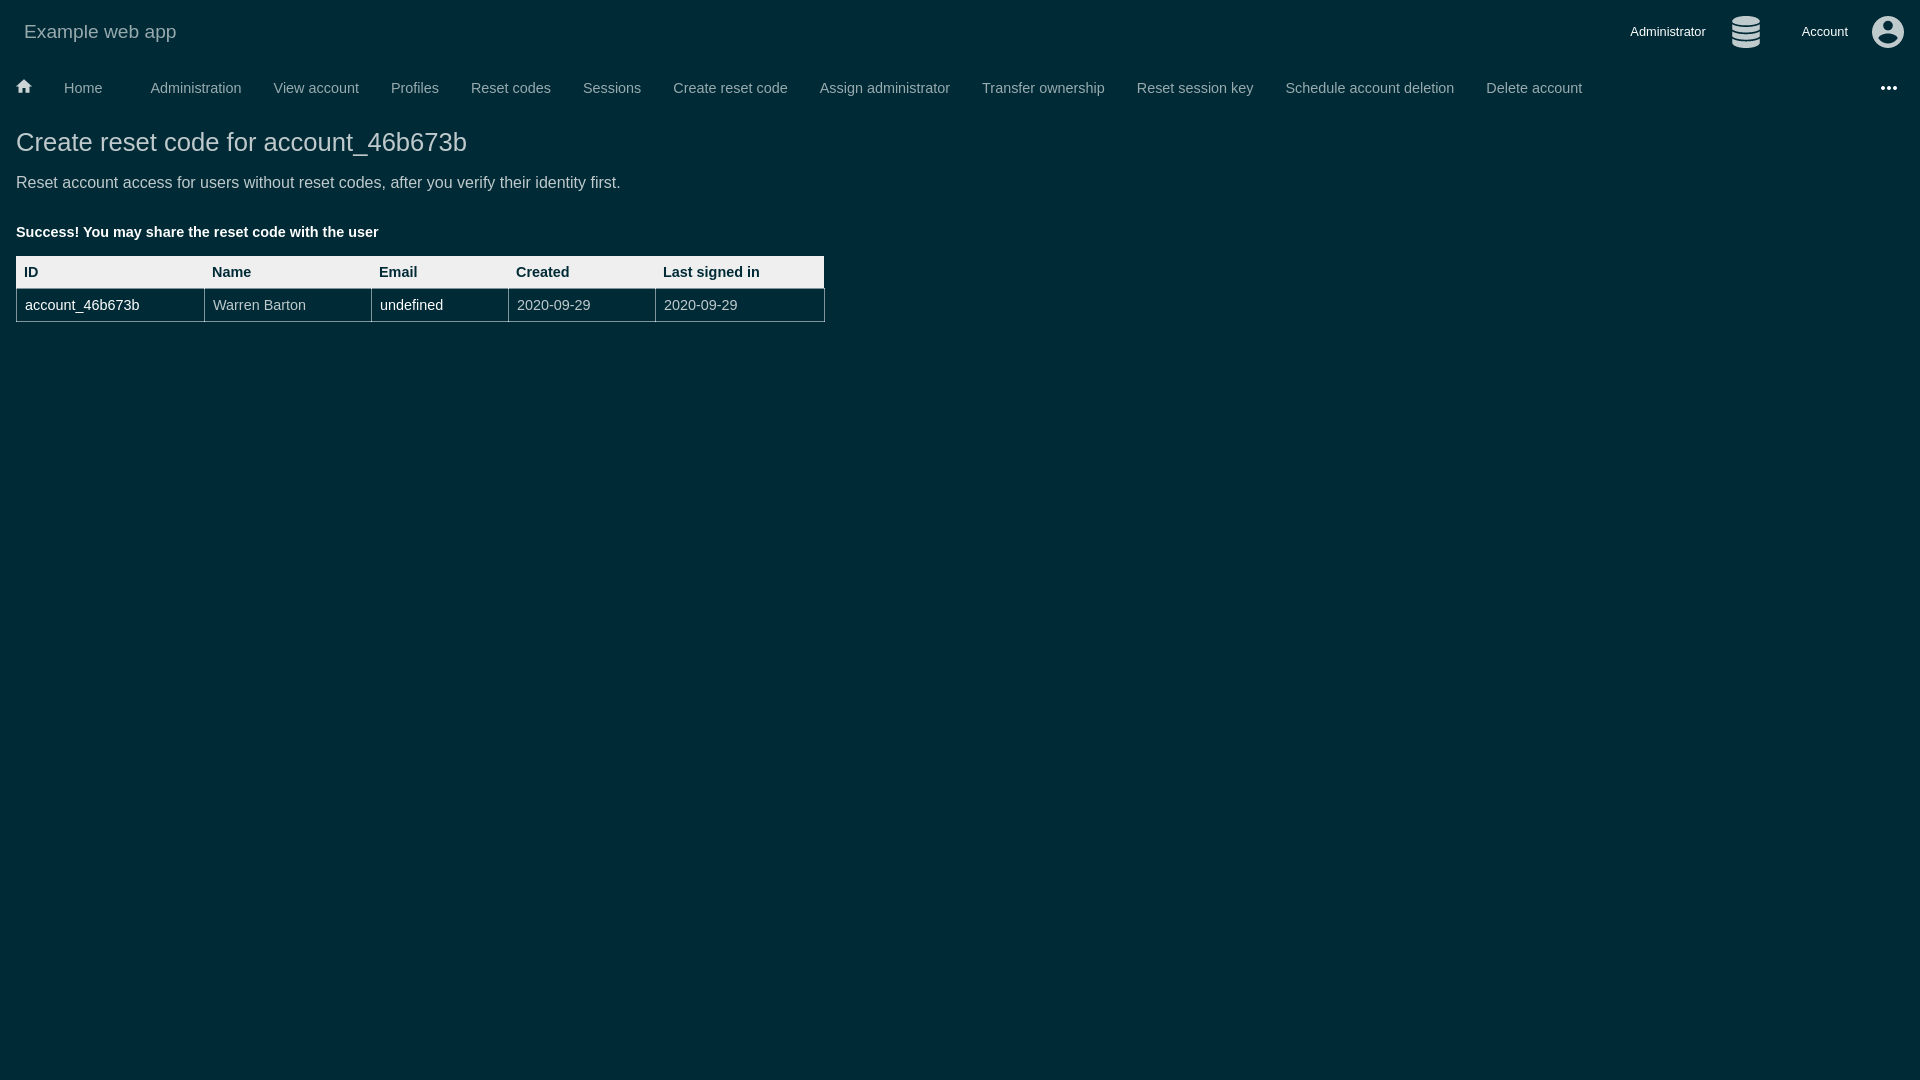 Example web app
Administrator Account
Home Administration View account Profiles Reset codes Sessions Create reset code Assign administrator Transfer ownership Reset session key Schedule account deletion Delete account
Create reset code for account_46b673b
Reset account access for users without reset codes, after you verify their identity first.
Success! You may share the reset code with the user
ID Name Email Created Last signed in
account_46b673b Warren Barton undefined 2020-09-29 2020-09-29